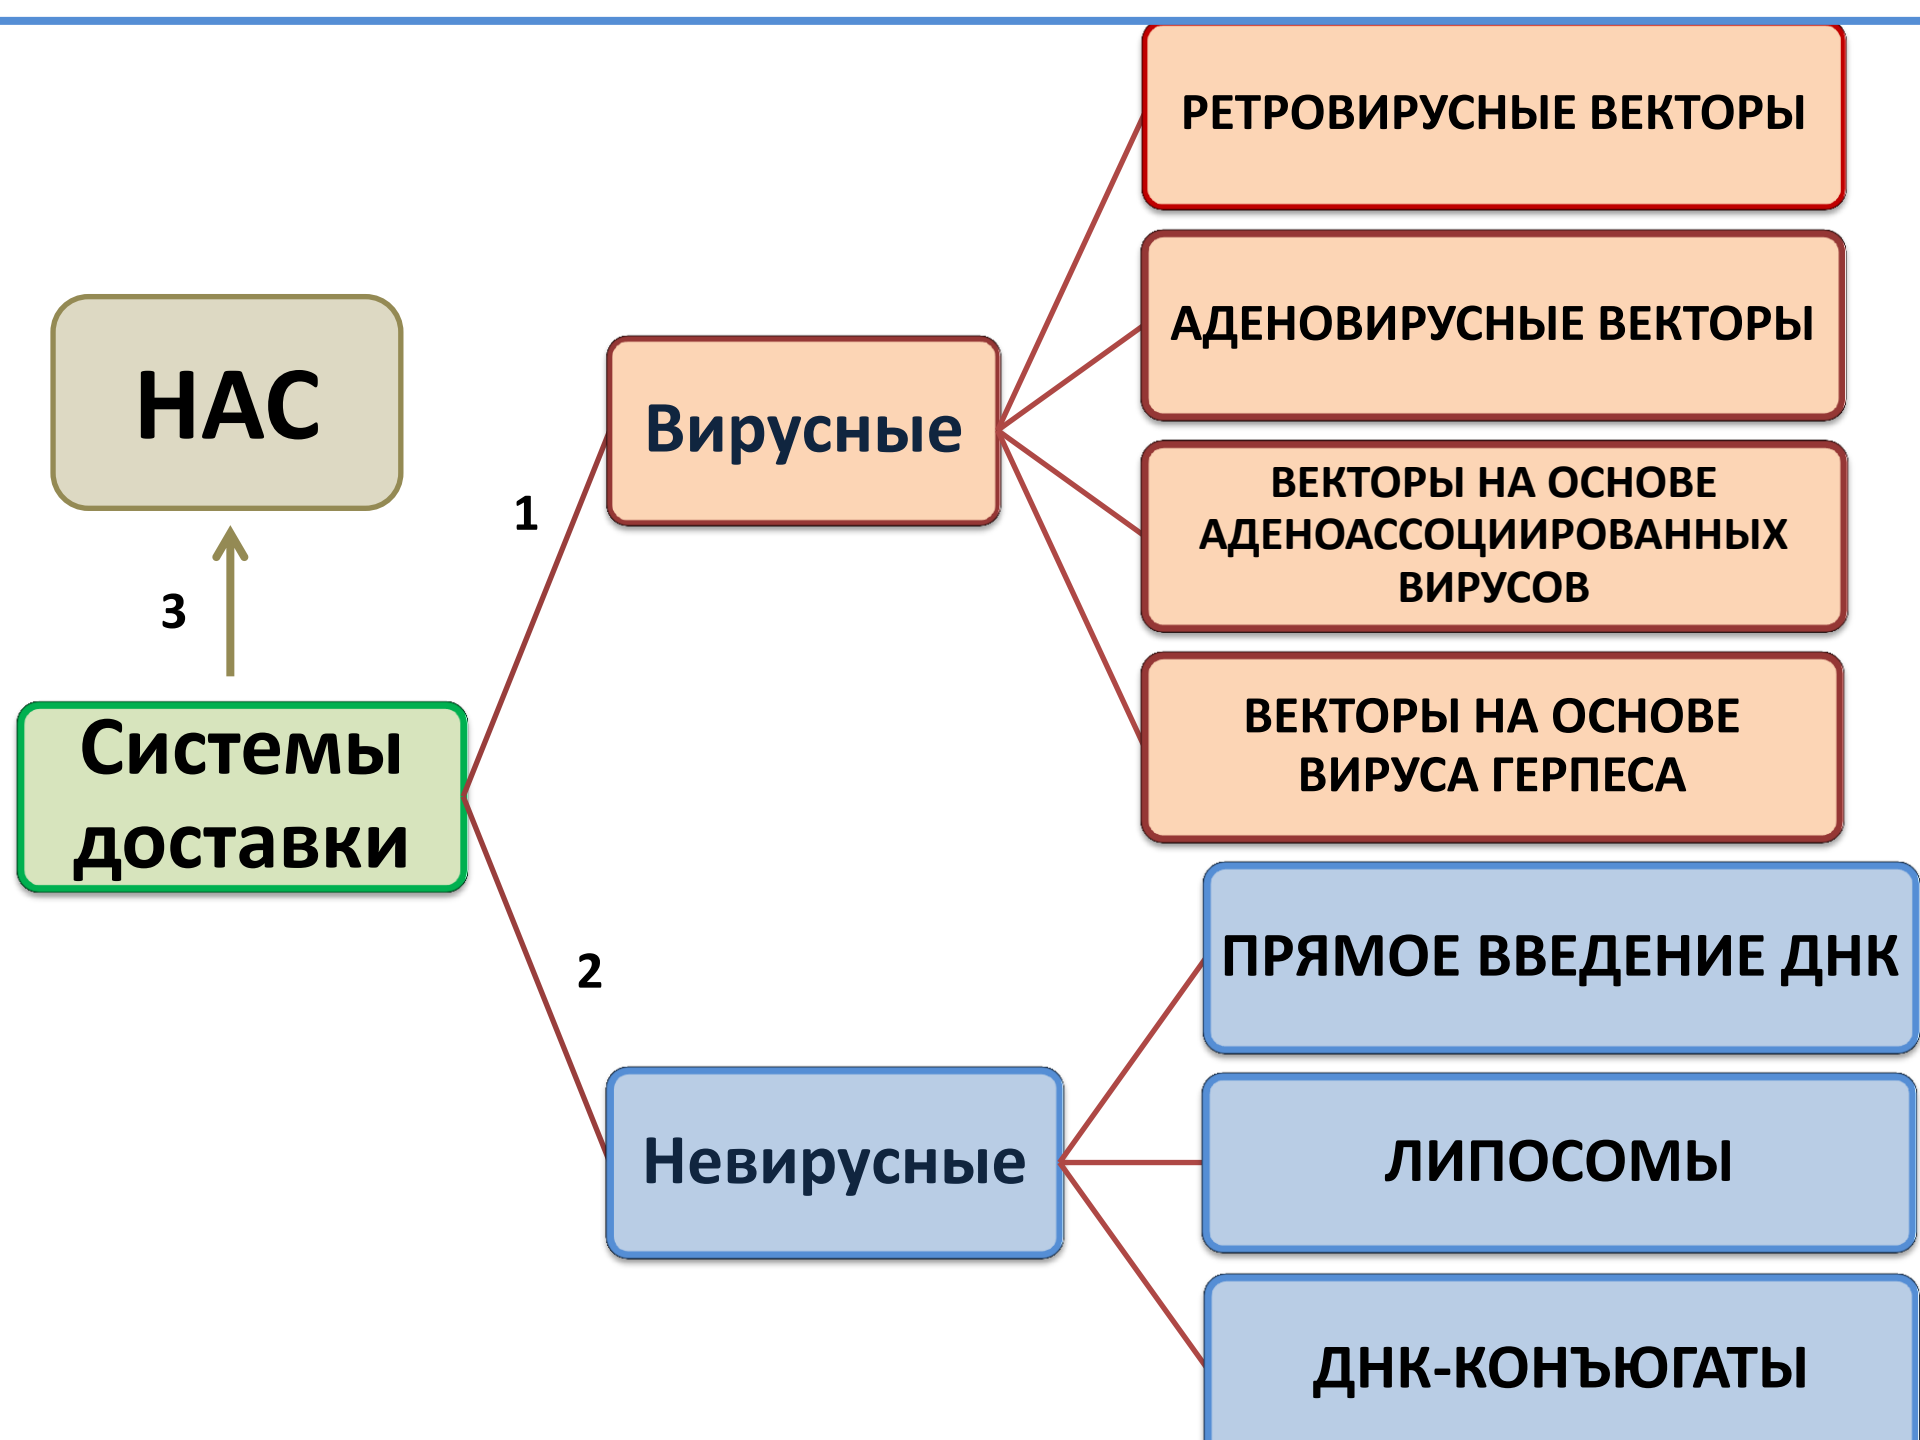 РЕТРОВИРУСНЫЕ ВЕКТОРЫ
АДЕНОВИРУСНЫЕ ВЕКТОРЫ
НАС
Вирусные
ВЕКТОРЫ НА ОСНОВЕ
АДЕНОАССОЦИИРОВАННЫХ
ВИРУСОВ
1
3
ВЕКТОРЫ НА ОСНОВЕ
ВИРУСА ГЕРПЕСА
Системы
доставки
ПРЯМОЕ ВВЕДЕНИЕ ДНК
2
Невирусные
ЛИПОСОМЫ
ДНК-КОНЪЮГАТЫ